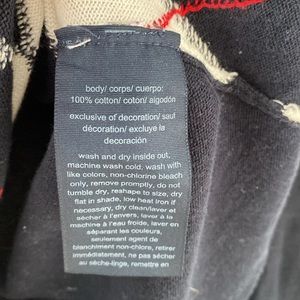 body/ corps/ cuerpo:
100% cotton/ coton/ algodón
exclusive of decoration/ sauf
décoration/ excluye la
decoración
wash and dry inside out.
machine wash cold, wash with
like colors, non-chlorine bleach
only, remove promptly, do not
tumble dry, reshape to size, dry
flat in shade, low heat iron if
necessary, dry clean/laver et
sécher à l'envers, laver à la
machine à l'eau froide
en séparant les couleurs,
seulement agent de
blanchiment non-chlore, retirer
immédiatement, ne pas sécher
au sèche-linge, remettre en